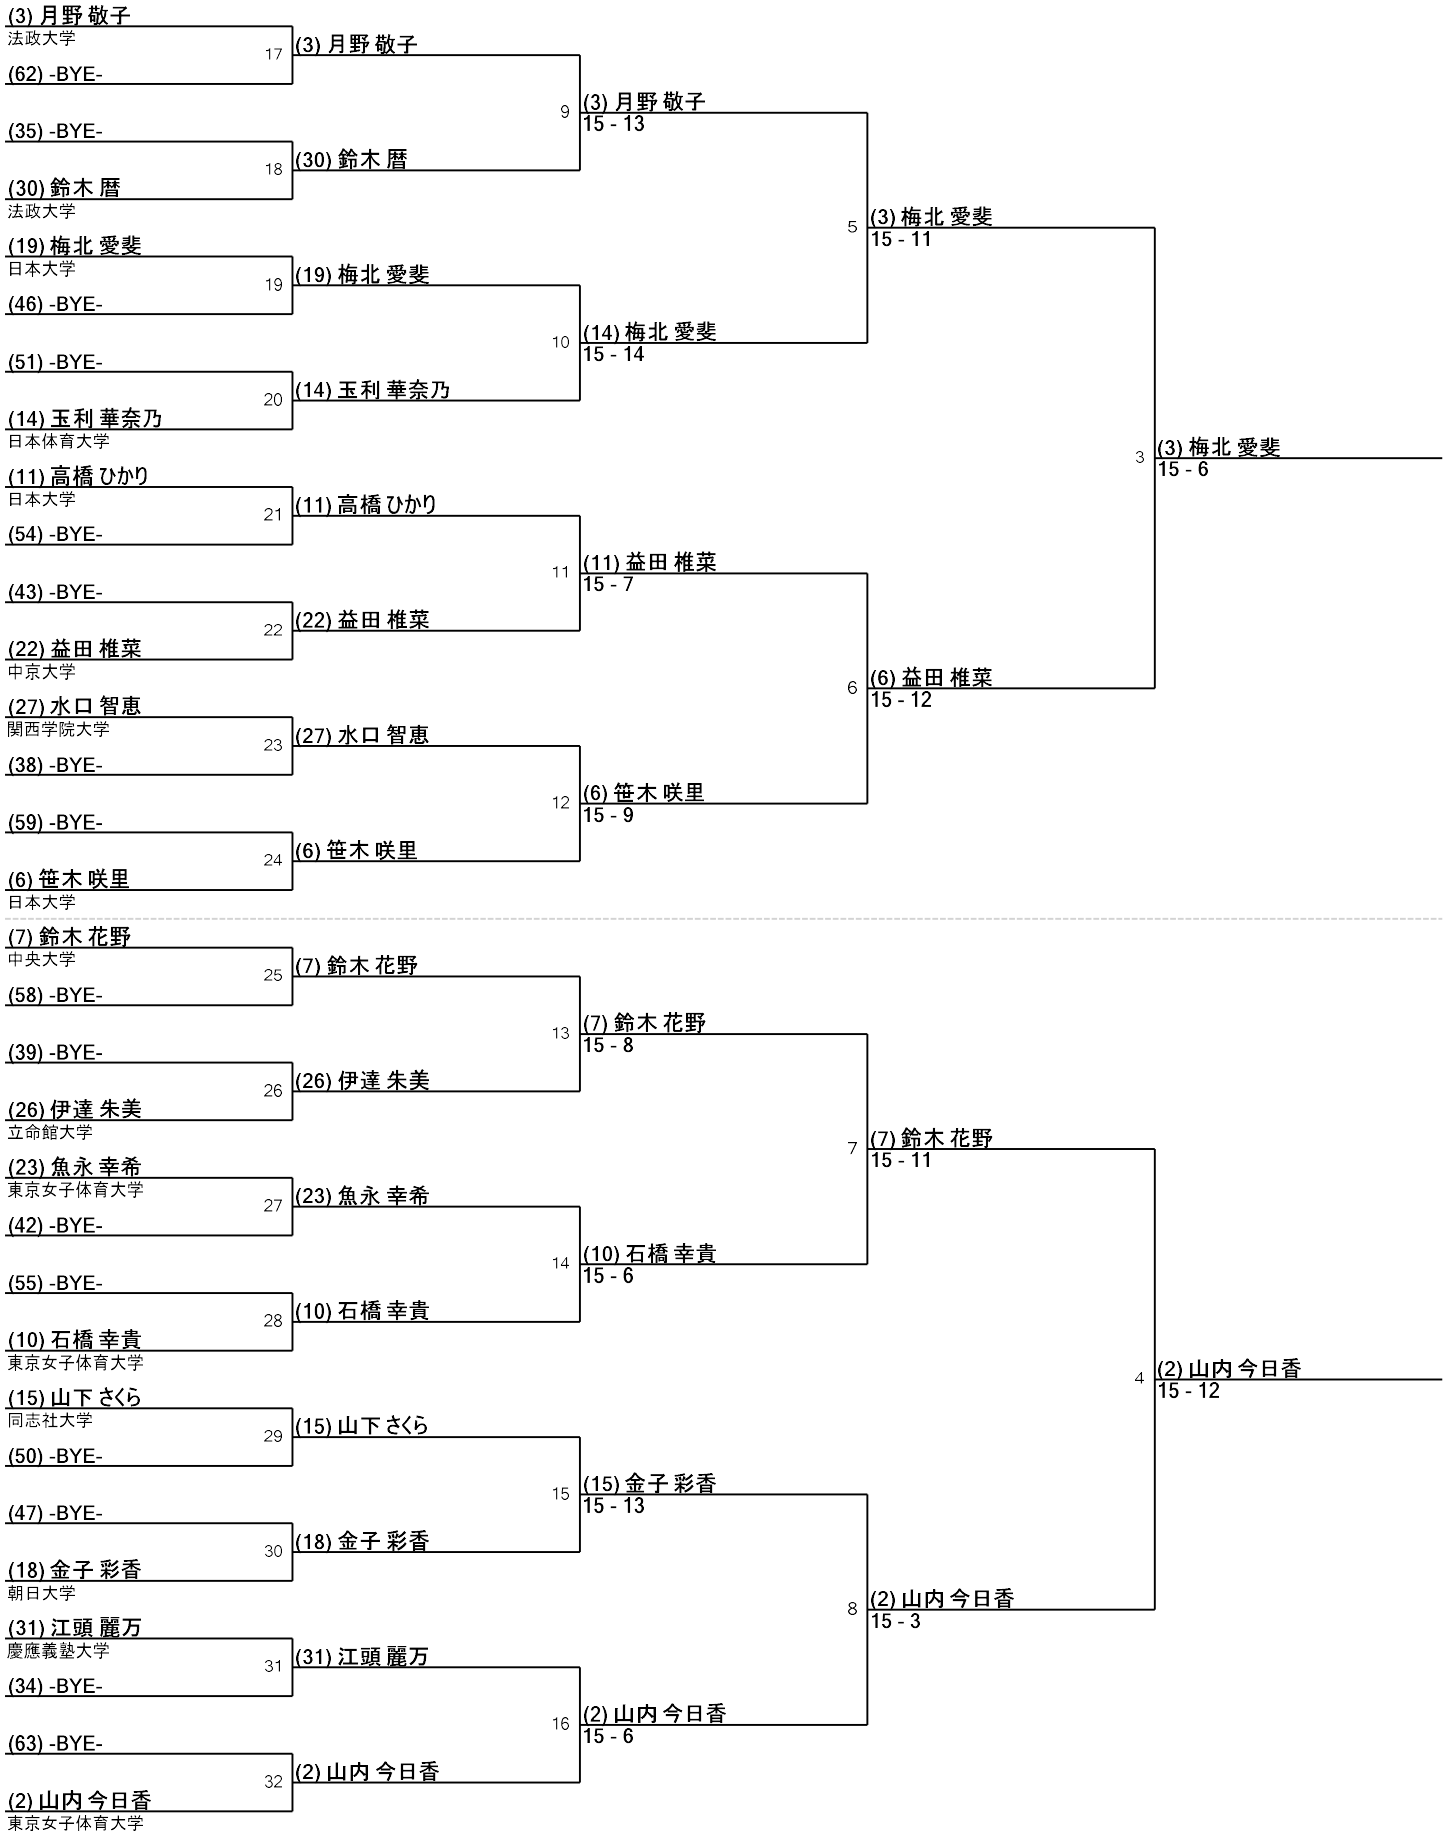 (3) 月野 敬子
法政大学
17
(62) -BYE-
(3) 月野 敬子
9
(35) -BYE-
18
(30) 鈴木 暦
法政大学
(30) 鈴木 暦
(3) 月野 敬子
15 - 13
5
(19) 梅北 愛斐
日本大学
19
(46) -BYE-
(19) 梅北 愛斐
10
(51) -BYE-
20
(14) 玉利 華奈乃
日本体育大学
(14) 玉利 華奈乃
(14) 梅北 愛斐
15 - 14
(3) 梅北 愛斐
15 - 11
3
(11) 高橋 ひかり
日本大学
21
(54) -BYE-
(11) 高橋 ひかり
11
(43) -BYE-
22
(22) 益田 椎菜
中京大学
(22) 益田 椎菜
(11) 益田 椎菜
15 - 7
6
(27) 水口 智恵
関西学院大学
23
(38) -BYE-
(27) 水口 智恵
12
(59) -BYE-
24
(6) 笹木 咲里
日本大学
(6) 笹木 咲里
(6) 笹木 咲里
15 - 9
(6) 益田 椎菜
15 - 12
(3) 梅北 愛斐
15 - 6
(7) 鈴木 花野
中央大学
25
(58) -BYE-
(7) 鈴木 花野
13
(39) -BYE-
26
(26) 伊達 朱美
立命館大学
(26) 伊達 朱美
(7) 鈴木 花野
15 - 8
7
(23) 魚永 幸希
東京女子体育大学
27
(42) -BYE-
(23) 魚永 幸希
14
(55) -BYE-
28
(10) 石橋 幸貴
東京女子体育大学
(10) 石橋 幸貴
(10) 石橋 幸貴
15 - 6
(7) 鈴木 花野
15 - 11
4
(15) 山下 さくら
同志社大学
29
(50) -BYE-
(15) 山下 さくら
15
(47) -BYE-
30
(18) 金子 彩香
朝日大学
(18) 金子 彩香
(15) 金子 彩香
15 - 13
8
(31) 江頭 麗万
慶應義塾大学
31
(34) -BYE-
(31) 江頭 麗万
16
(63) -BYE-
32
(2) 山内 今日香
東京女子体育大学
(2) 山内 今日香
(2) 山内 今日香
15 - 6
(2) 山内 今日香
15 - 3
(2) 山内 今日香
15 - 12